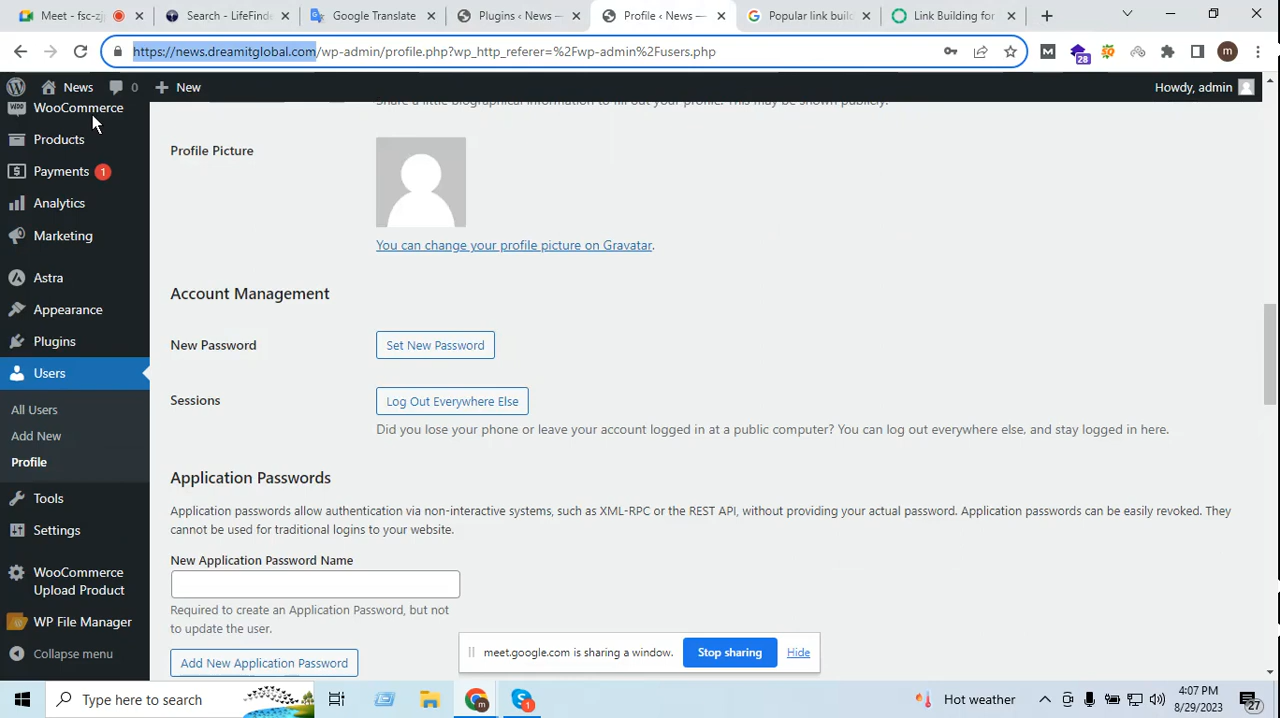 Meet - fsc-zj
Search - LifeFinde
Google Translate
Plugins ‹ News —
Profile ‹ News —
Popular link buil
Link Building for
https://news.dreamitglobal.com/wp-admin/profile.php?wp_http_referer=%2Fwp-admin%2Fusers.php
28
News
0
New
Howdy, admin
WooCommerce
Products
Payments 1
Analytics
Marketing
Astra
Appearance
Plugins
Users
All Users
Add New
Profile
Tools
Settings
WooCommerce
Upload Product
WP File Manager
Collapse menu
Share a little biographical information to fill out your profile. This may be shown publicly.
Profile Picture
You can change your profile picture on Gravatar.
Account Management
New Password
Set New Password
Sessions
Log Out Everywhere Else
Did you lose your phone or leave your account logged in at a public computer? You can log out everywhere else, and stay logged in here.
Application Passwords
Application passwords allow authentication via non-interactive systems, such as XML-RPC or the REST API, without providing your actual password. Application passwords can be easily revoked. They
cannot be used for traditional logins to your website.
New Application Password Name
Required to create an Application Password, but not
to update the user.
Add New Application Password
meet.google.com is sharing a window.
Stop sharing
Hide
Type here to search
1
Hot weather
4:07 PM
8/29/2023
27